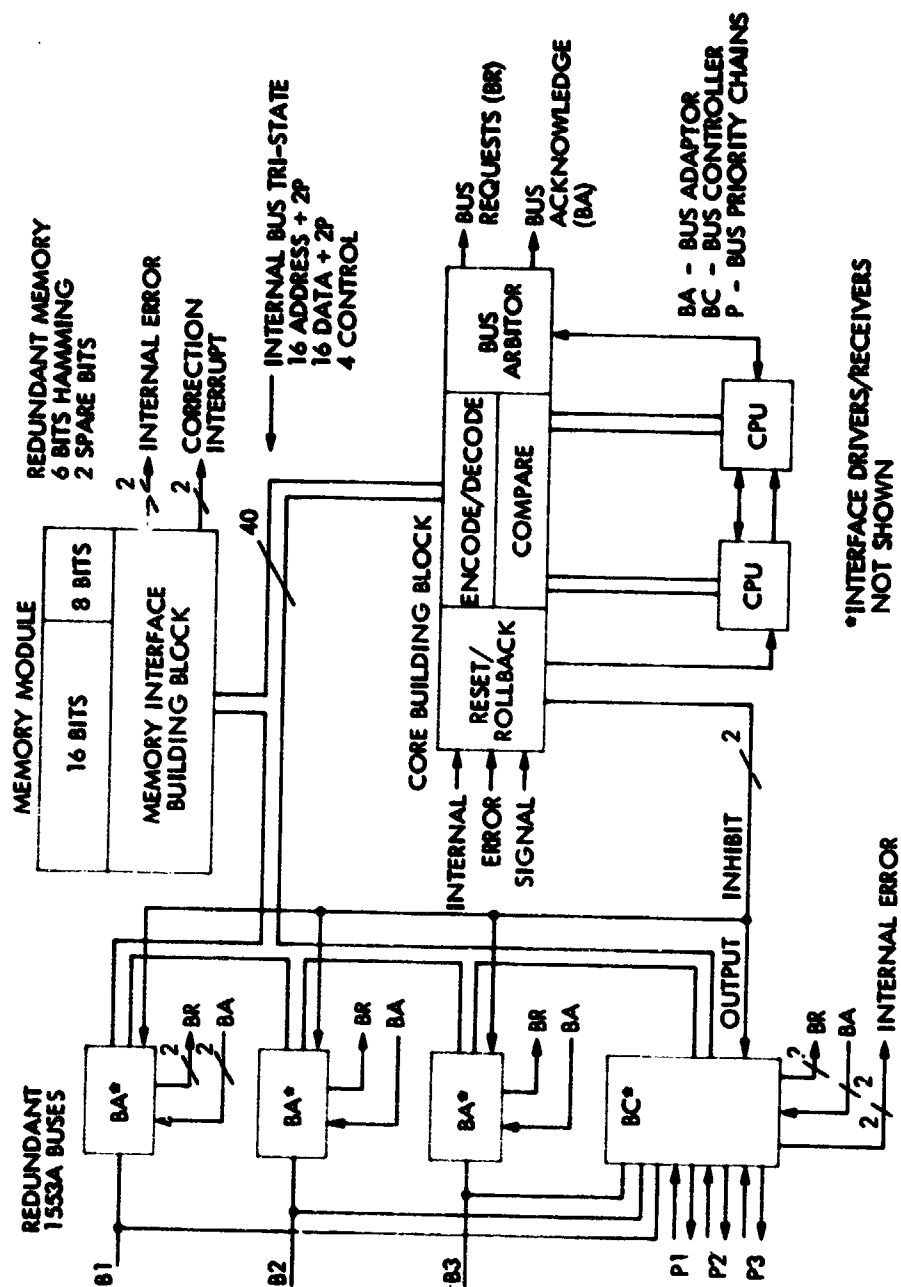 REDUNDANT
1553A BUSES
B1
B2
B3
BA*
2
2
BR
BA
BA*
BR
BA
BA*
BR
BA
BC*
P1
P2
P3
2
BR
BA
2
2
INTERNAL ERROR
OUTPUT
INHIBIT
2
MEMORY MODULE
16 BITS
8 BITS
MEMORY INTERFACE
BUILDING BLOCK
REDUNDANT MEMORY
6 BITS HAMMING
2 SPARE BITS
2
INTERNAL ERROR
2
CORRECTION
INTERRUPT
40
INTERNAL BUS TRI-STATE
16 ADDRESS + 2P
16 DATA + 2P
4 CONTROL
CORE BUILDING BLOCK
INTERNAL
ERROR
SIGNAL
RESET/
ROLLBACK
ENCODE/DECODE
COMPARE
BUS
ARBITOR
BUS
REQUESTS (BR)
BUS
ACKNOWLEDGE
(BA)
CPU
CPU
BA - BUS ADAPTOR
BC - BUS CONTROLLER
P - BUS PRIORITY CHAINS
*INTERFACE DRIVERS/RECEIVERS
NOT SHOWN